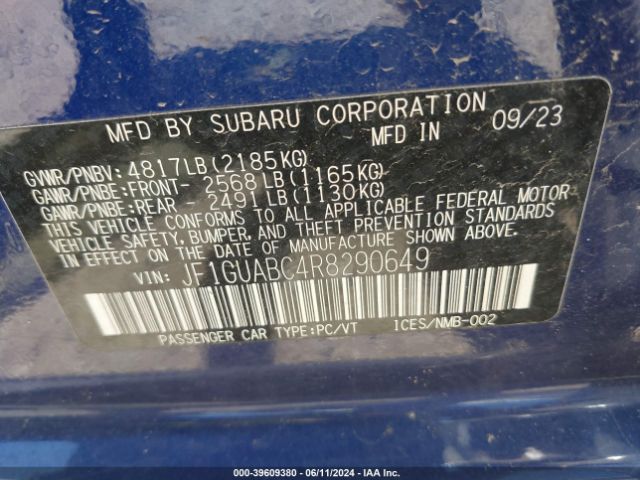 MFD BY SUBARU CORPORATION
MFD IN 09/23
GVWR/PNBV: 4817LB(2185KG)
GAWR/PNBE:FRONT- 2568 LB(1165KG)
GAWR/PNBE:REAR - 2491 LB(1130KG)
THIS VEHICLE CONFORMS TO ALL APPLICABLE FEDERAL MOTOR
VEHICLE SAFETY, BUMPER, AND THEFT PREVENTION STANDARDS
IN EFFECT ON THE DATE OF MANUFACTURE SHOWN ABOVE.
VIN: JF1GUABC4R8290649
PASSENGER CAR TYPE:PC/VT ICES/NMB-002
000-39609380 - 06/11/2024 - IAA Inc.